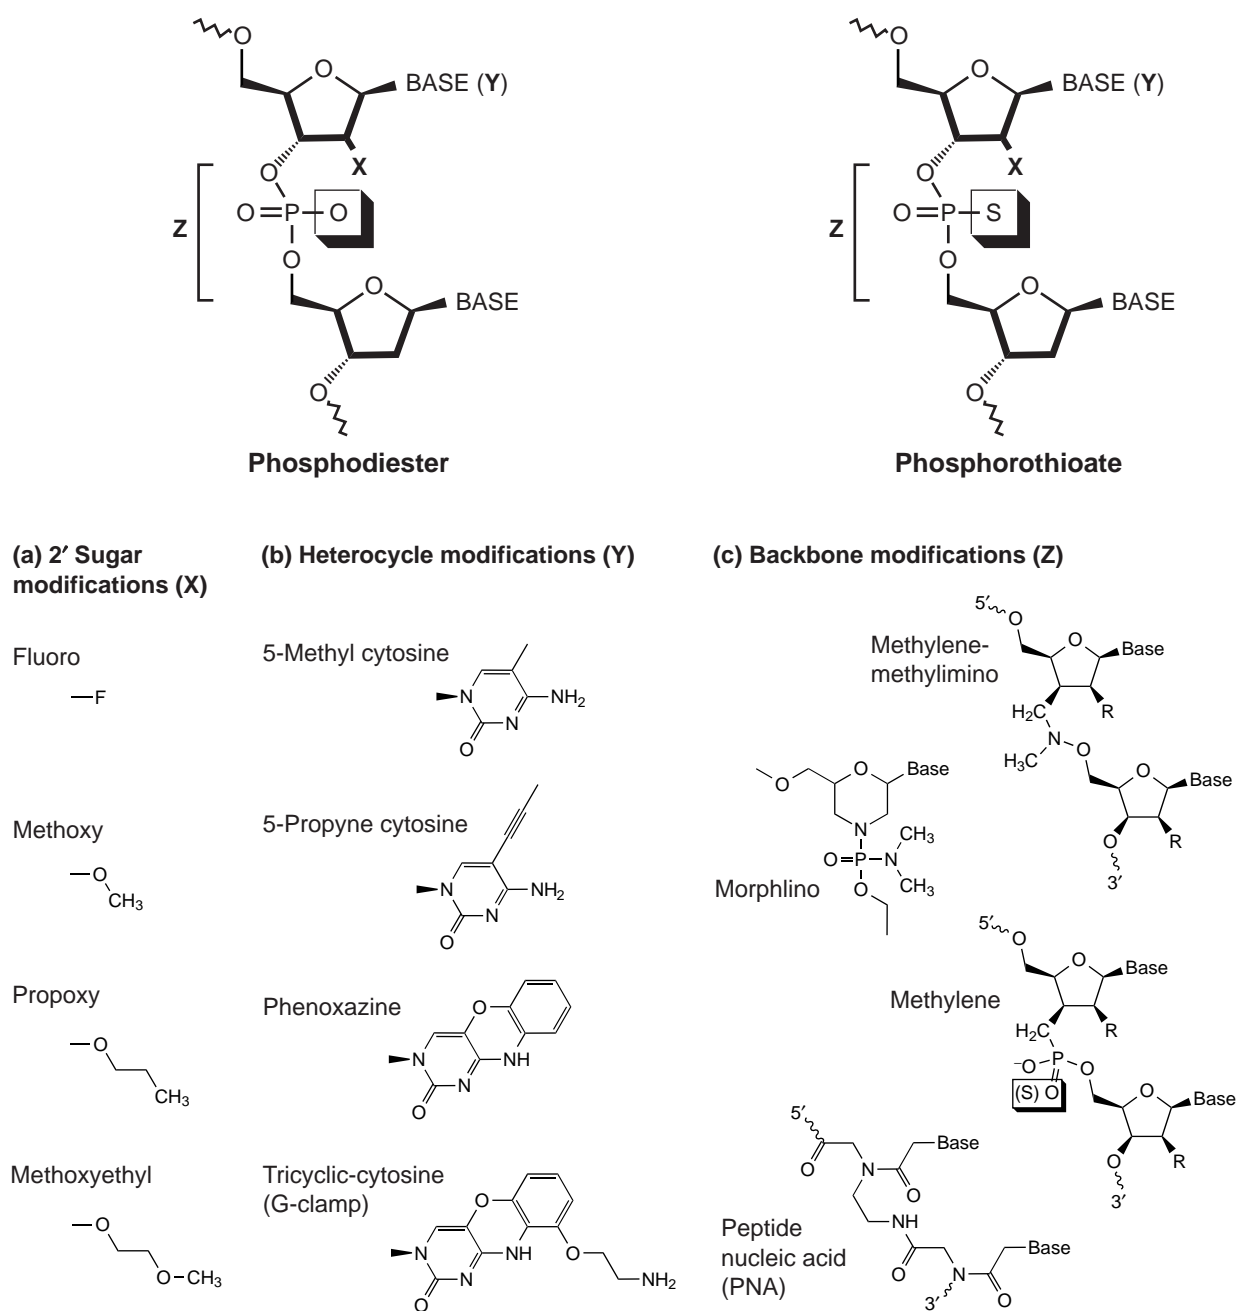 O
O
BASE (Y)
X
O
Z
O=P-O
O
O
BASE
O
Phosphodiester
O
O
BASE (Y)
X
O
Z
O=P-S
O
O
BASE
O
Phosphorothioate
(a) 2′ Sugar
modifications (X)
Fluoro
—F
Methoxy
—O
CH3
Propoxy
—O
CH3
Methoxyethyl
—O
O—CH3
(b) Heterocycle modifications (Y)
5-Methyl cytosine
N
NH2
N
O
5-Propyne cytosine
N
NH2
N
O
Phenoxazine
O
N
NH
N
O
Tricyclic-cytosine
(G-clamp)
O
N
NH
O
N
NH2
O
(c) Backbone modifications (Z)
Methylene-
methylimino
5′
O
O
Base
H2C
R
N
O
H3C
O
Base
O
R
3′
Morphlino
O
O
Base
N
O=P-N
CH3
CH3
O
Methylene
5′
O
O
Base
H2C
R
−O
P
O
(S) O
O
Base
O
R
3′
Peptide
nucleic acid
(PNA)
5′
O
N
Base
O
NH
O
N
Base
O
3′